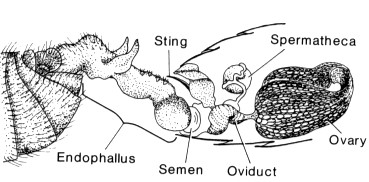 Sting
Spermatheca
Ovary
Endophallus
Semen
Oviduct